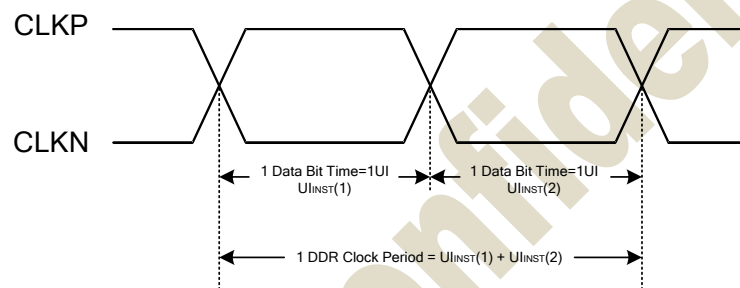 CLKP
CLKN
1 Data Bit Time=1UI
UIINST(1)
1 Data Bit Time=1UI
UIINST(2)
1 DDR Clock Period = UIINST(1) + UIINST(2)
onfiden